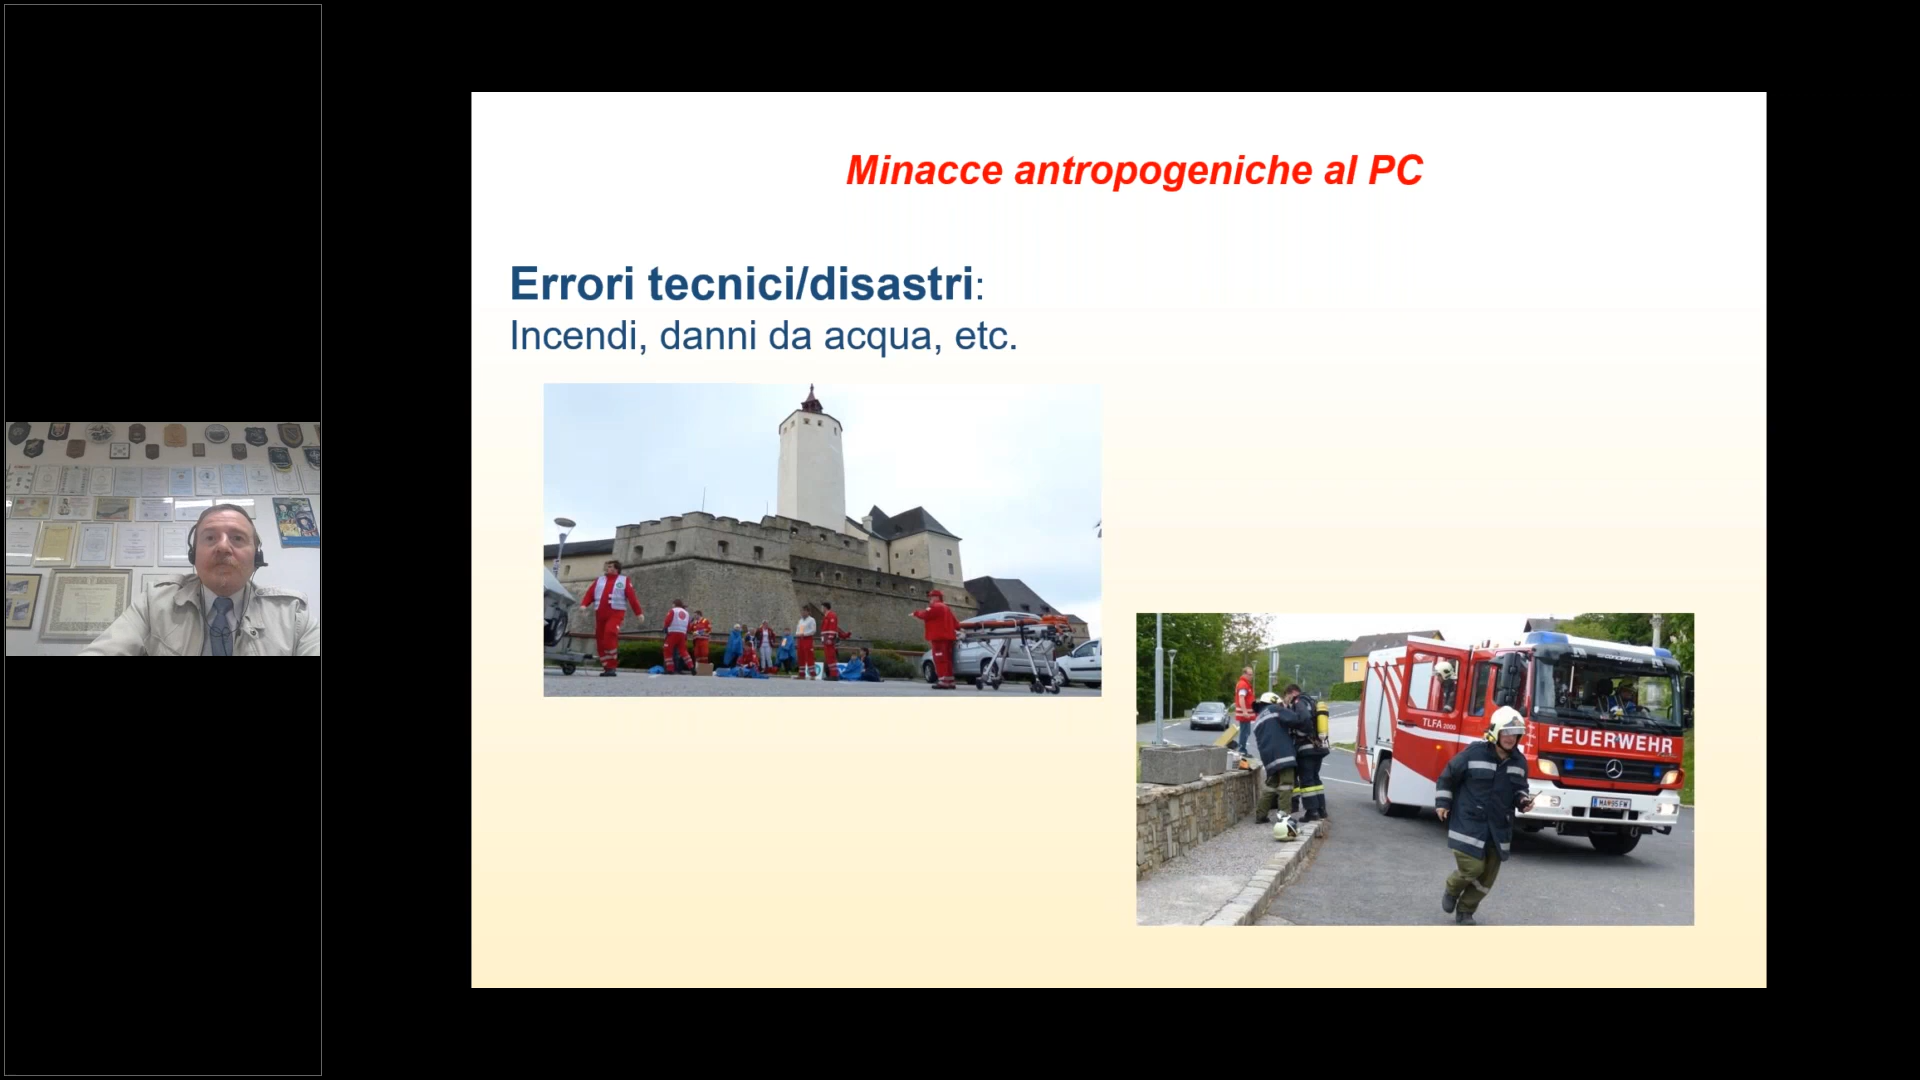 Minacce antropogeniche al PC
Errori tecnici/disastri:
Incendi, danni da acqua, etc.
TLFA 2000
FEUERWEHR